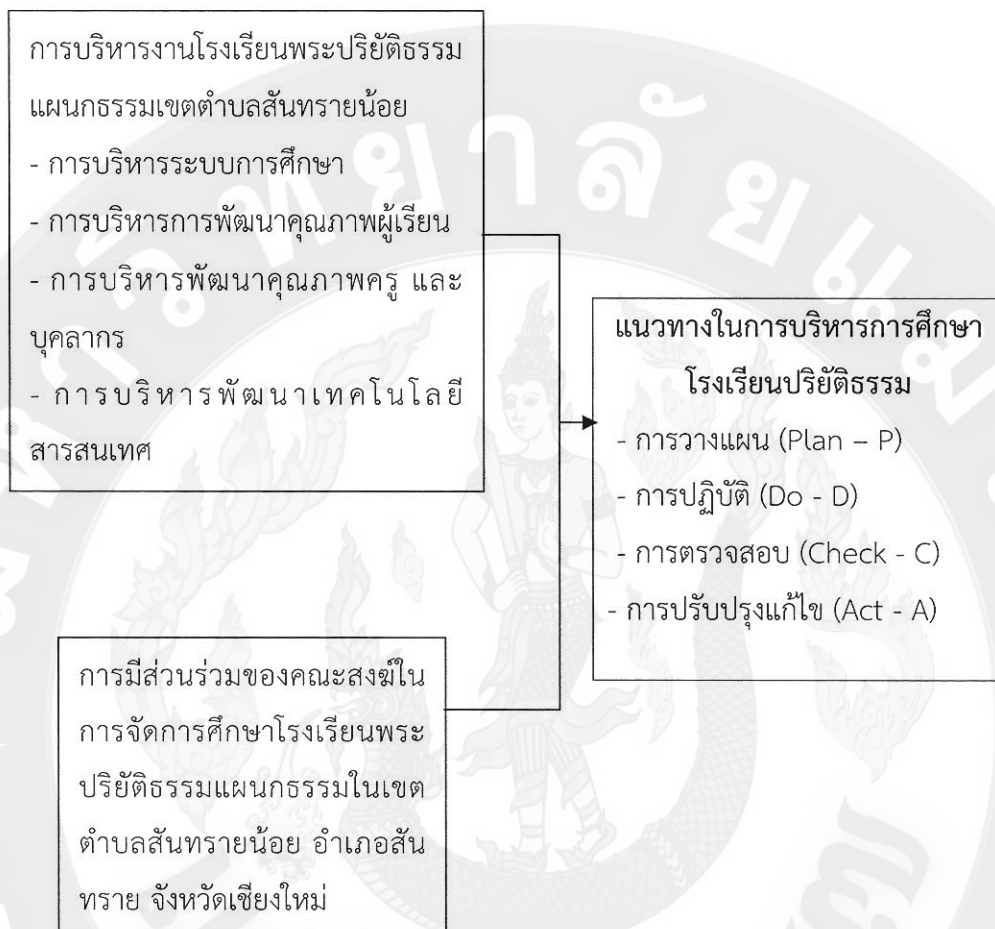 การบริหารงานโรงเรียนพระปริยัติธรรม
แผนกธรรมเขตตำบลสันทรายน้อย
- การบริหารระบบการศึกษา
- การบริหารการพัฒนาคุณภาพผู้เรียน
- การบริหารพัฒนาคุณภาพครู และ
บุคลากร
- การบริหารพัฒนาเทคโนโลยี
สารสนเทศ
แนวทางในการบริหารการศึกษา
โรงเรียนปริยัติธรรม
- การวางแผน (Plan – P)
- การปฏิบัติ (Do - D)
- การตรวจสอบ (Check - C)
- การปรับปรุงแก้ไข (Act - A)
การมีส่วนร่วมของคณะสงฆ์ใน
การจัดการศึกษาโรงเรียนพระ
ปริยัติธรรมแผนกธรรมในเขต
ตำบลสันทรายน้อย อำเภอสัน
ทราย จังหวัดเชียงใหม่